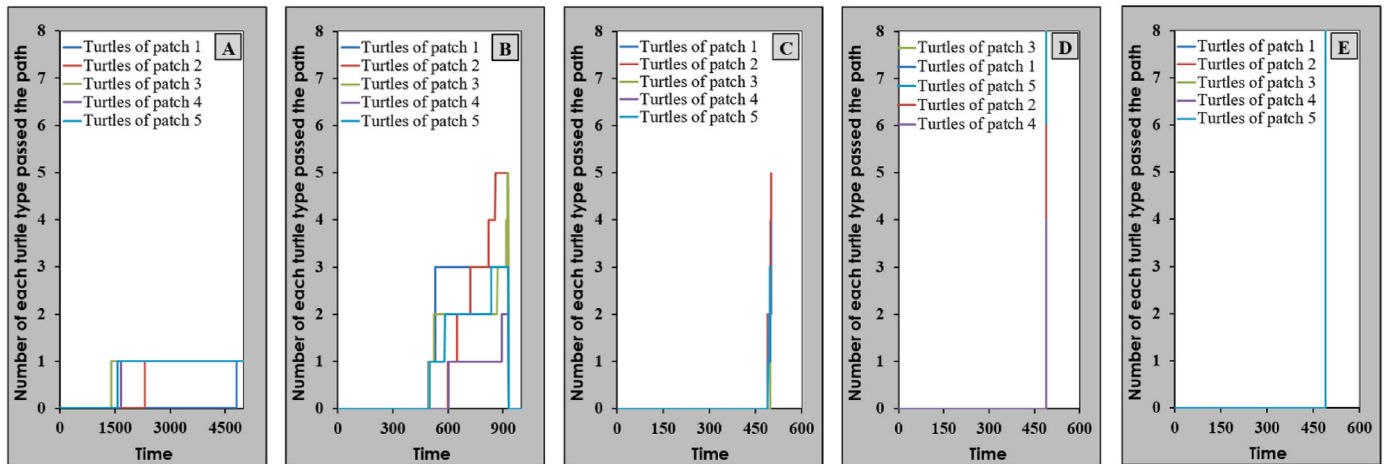 Number of each turtle type passed the path
8
7
6
5
4
3
2
1
0
Turtles of patch 1
Turtles of patch 2
Turtles of patch 3
Turtles of patch 4
Turtles of patch 5
A
0 1500 3000 4500
Time
Number of each turtle type passed the path
8
7
6
5
4
3
2
1
0
Turtles of patch 1
Turtles of patch 2
Turtles of patch 3
Turtles of patch 4
Turtles of patch 5
B
0 300 600 900
Time
Number of each turtle type passed the path
8
7
6
5
4
3
2
1
0
Turtles of patch 1
Turtles of patch 2
Turtles of patch 3
Turtles of patch 4
Turtles of patch 5
C
0 150 300 450 600
Time
Number of each turtle type passed the path
8
7
6
5
4
3
2
1
0
Turtles of patch 3
Turtles of patch 1
Turtles of patch 5
Turtles of patch 2
Turtles of patch 4
D
0 150 300 450 600
Time
Number of each turtle type passed the path
8
7
6
5
4
3
2
1
0
Turtles of patch 1
Turtles of patch 2
Turtles of patch 3
Turtles of patch 4
Turtles of patch 5
E
0 150 300 450 600
Time